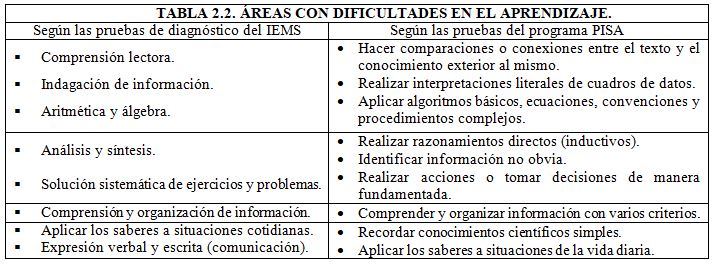 TABLA 2.2. ÁREAS CON DIFICULTADES EN EL APRENDIZAJE.
Según las pruebas de diagnóstico del IEMS
Según las pruebas del programa PISA
▪ Comprensión lectora.
▪ Indagación de información.
▪ Aritmética y álgebra.
• Hacer comparaciones o conexiones entre el texto y el
conocimiento exterior al mismo.
• Realizar interpretaciones literales de cuadros de datos.
• Aplicar algoritmos básicos, ecuaciones, convenciones y
procedimientos complejos.
▪ Análisis y síntesis.
▪ Solución sistemática de ejercicios y problemas.
• Realizar razonamientos directos (inductivos).
• Identificar información no obvia.
• Realizar acciones o tomar decisiones de manera
fundamentada.
▪ Comprensión y organización de información.
• Comprender y organizar información con varios criterios.
▪ Aplicar los saberes a situaciones cotidianas.
▪ Expresión verbal y escrita (comunicación).
• Recordar conocimientos científicos simples.
• Aplicar los saberes a situaciones de la vida diaria.